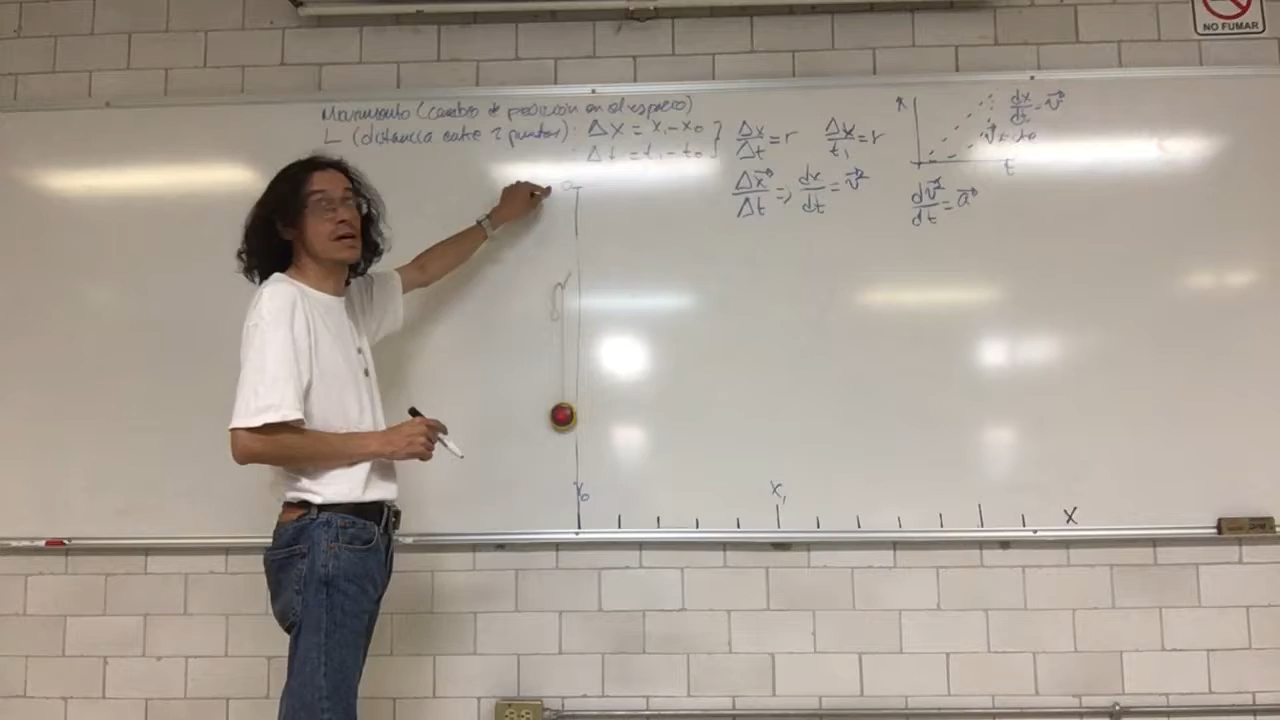 NO FUMAR
Movimiento (cambio de posición en el espacio)
L (distancia entre 2 puntos): Δx = x₁ - x₀
Δt = t₁ - t₀
Δx/Δt = r
Δx/t₁ = r
Δx⃗/Δt => dx/dt = v⃗
x
dx/dt = v⃗
t
dv⃗/dt = a⃗
x₀
x₁
X